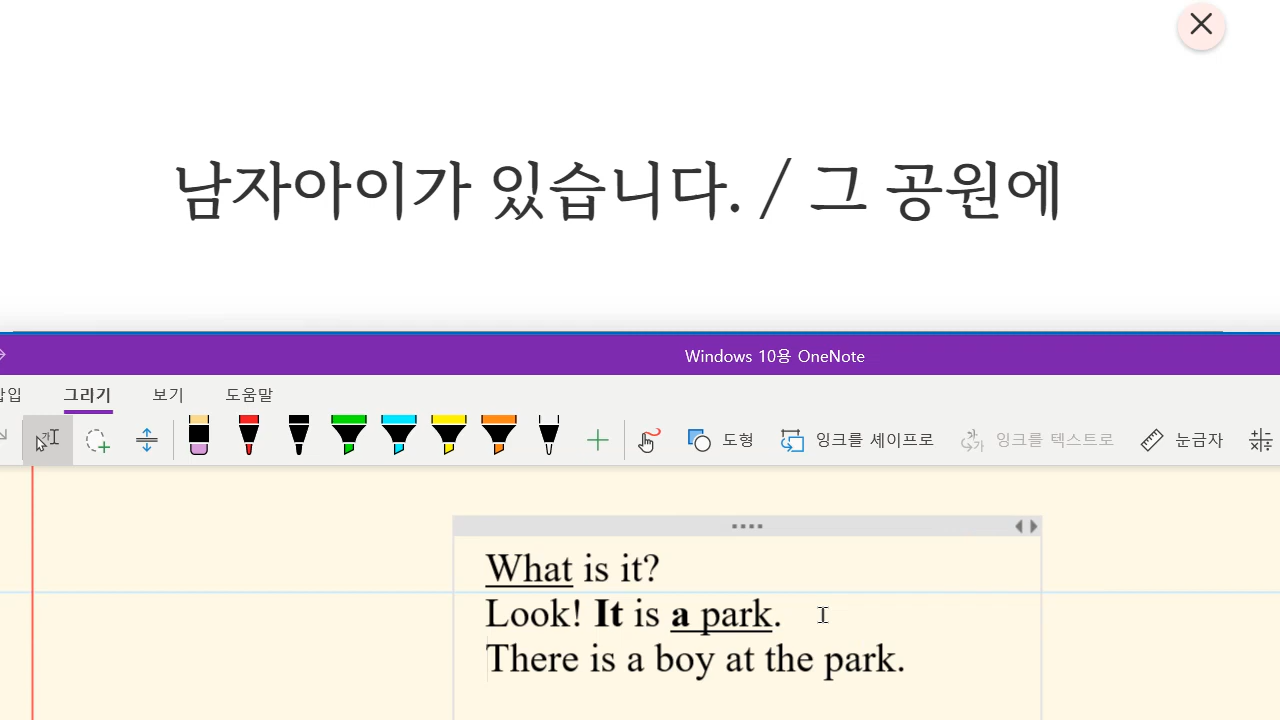 남자아이가 있습니다. / 그 공원에
Windows 10용 OneNote
그리기 보기 도움말
도형 잉크를 셰이프로 잉크를 텍스트로 눈금자
What is it?
Look! It is a park.
There is a boy at the park.